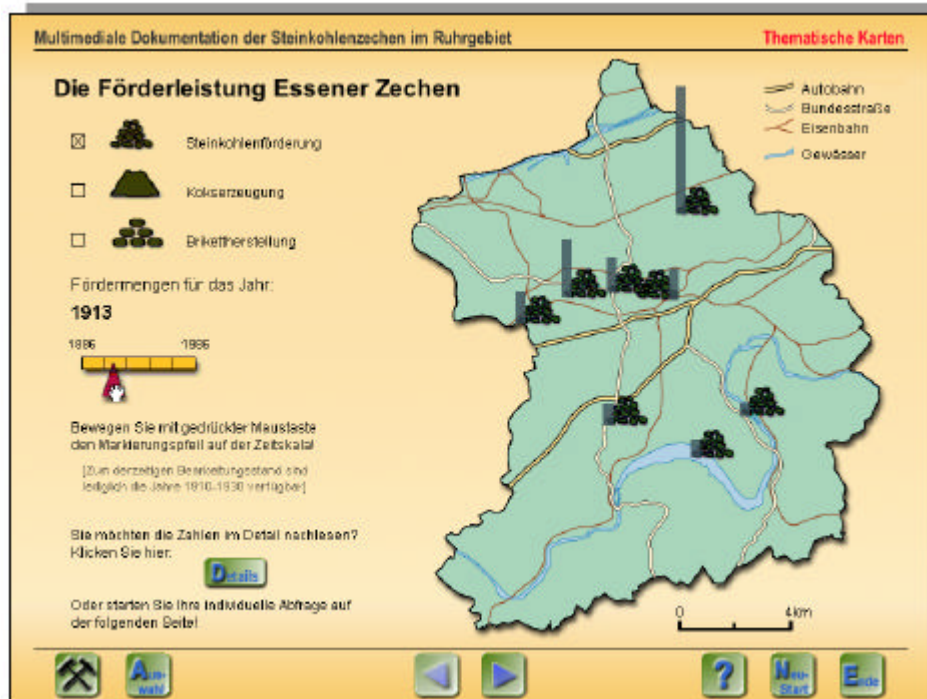 Multimediale Dokumentation der Steinkohlenzechen im Ruhrgebiet
Thematische Karten
Die Förderleistung Essener Zechen
Steinkohlenförderung
Kokserzeugung
Brikettherstellung
Fördermengen für das Jahr:
1913
1886
1986
Bewegen Sie mit gedrückter Maustaste
den Markierungspfeil auf der Zeitskala!
[Zum derzeitigen Bearbeitungsstand sind
lediglich die Jahre 1910-1930 verfügbar]
Sie möchten die Zahlen im Detail nachlesen?
Klicken Sie hier:
Details
Oder starten Sie Ihre individuelle Abfrage auf
der folgenden Seite!
Autobahn
Bundesstraße
Eisenbahn
Gewässer
0 4km
Aus-
wahl
?
Neu-
Start
Ende